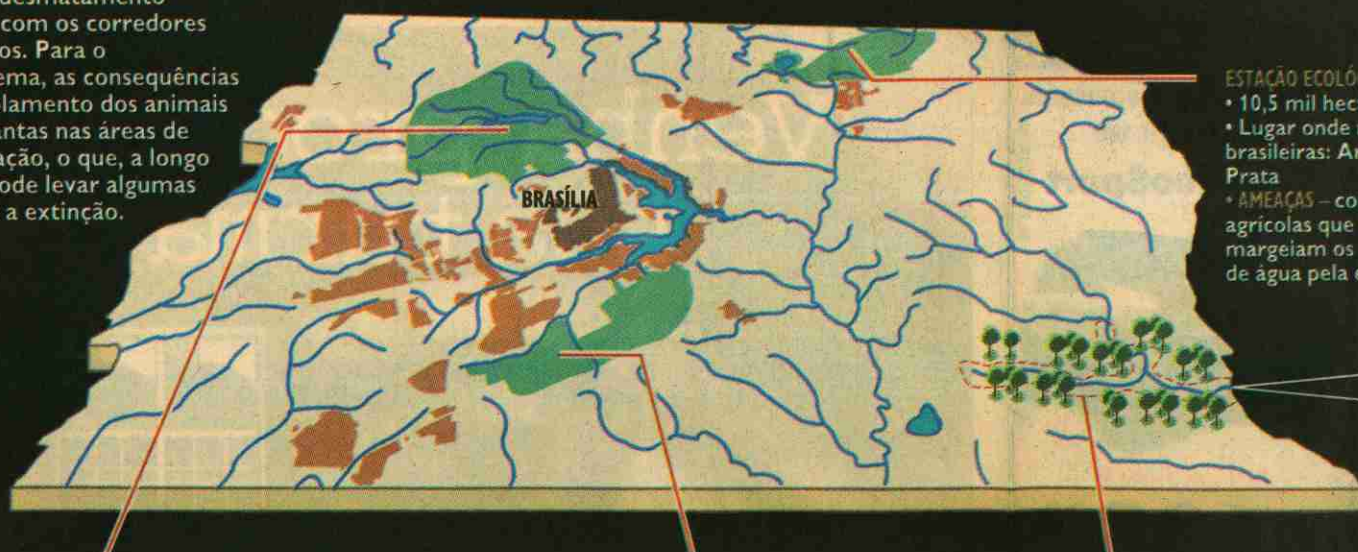 desmatamento
com os corredores
os. Para o
ema, as consequências
lamento dos animais
antas nas áreas de
ação, o que, a longo
ode levar algumas
a extinção.
BRASÍLIA
ESTAÇÃO ECOLÓ
• 10,5 mil hec
• Lugar onde
brasileiras: A
Prata
• AMEAÇAS – co
agrícolas que
margeiam os
de água pela